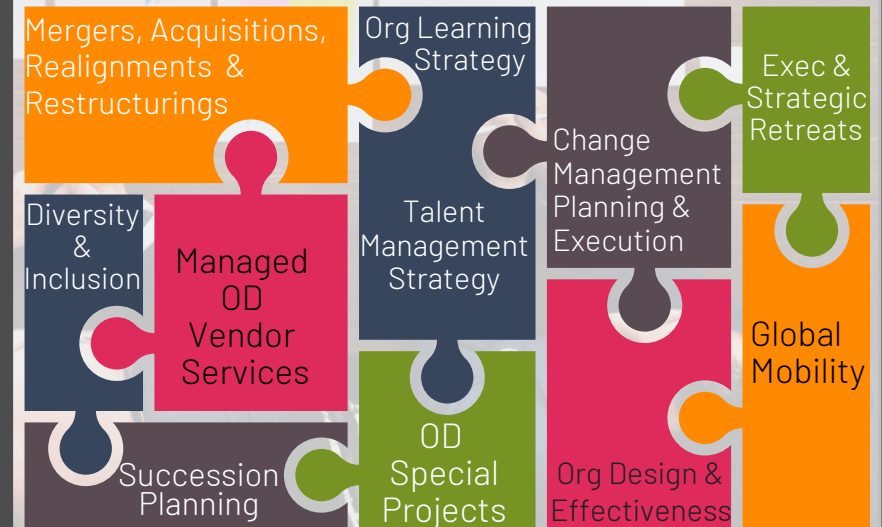 Mergers, Acquisitions,
Realignments &
Restructurings
Org Learning
Strategy
Talent
Management
Strategy
Change
Management
Planning &
Execution
Exec &
Strategic
Retreats
Diversity
&
Inclusion
Managed
OD
Vendor
Services
Global
Mobility
Succession
Planning
OD
Special
Projects
Org Design &
Effectiveness